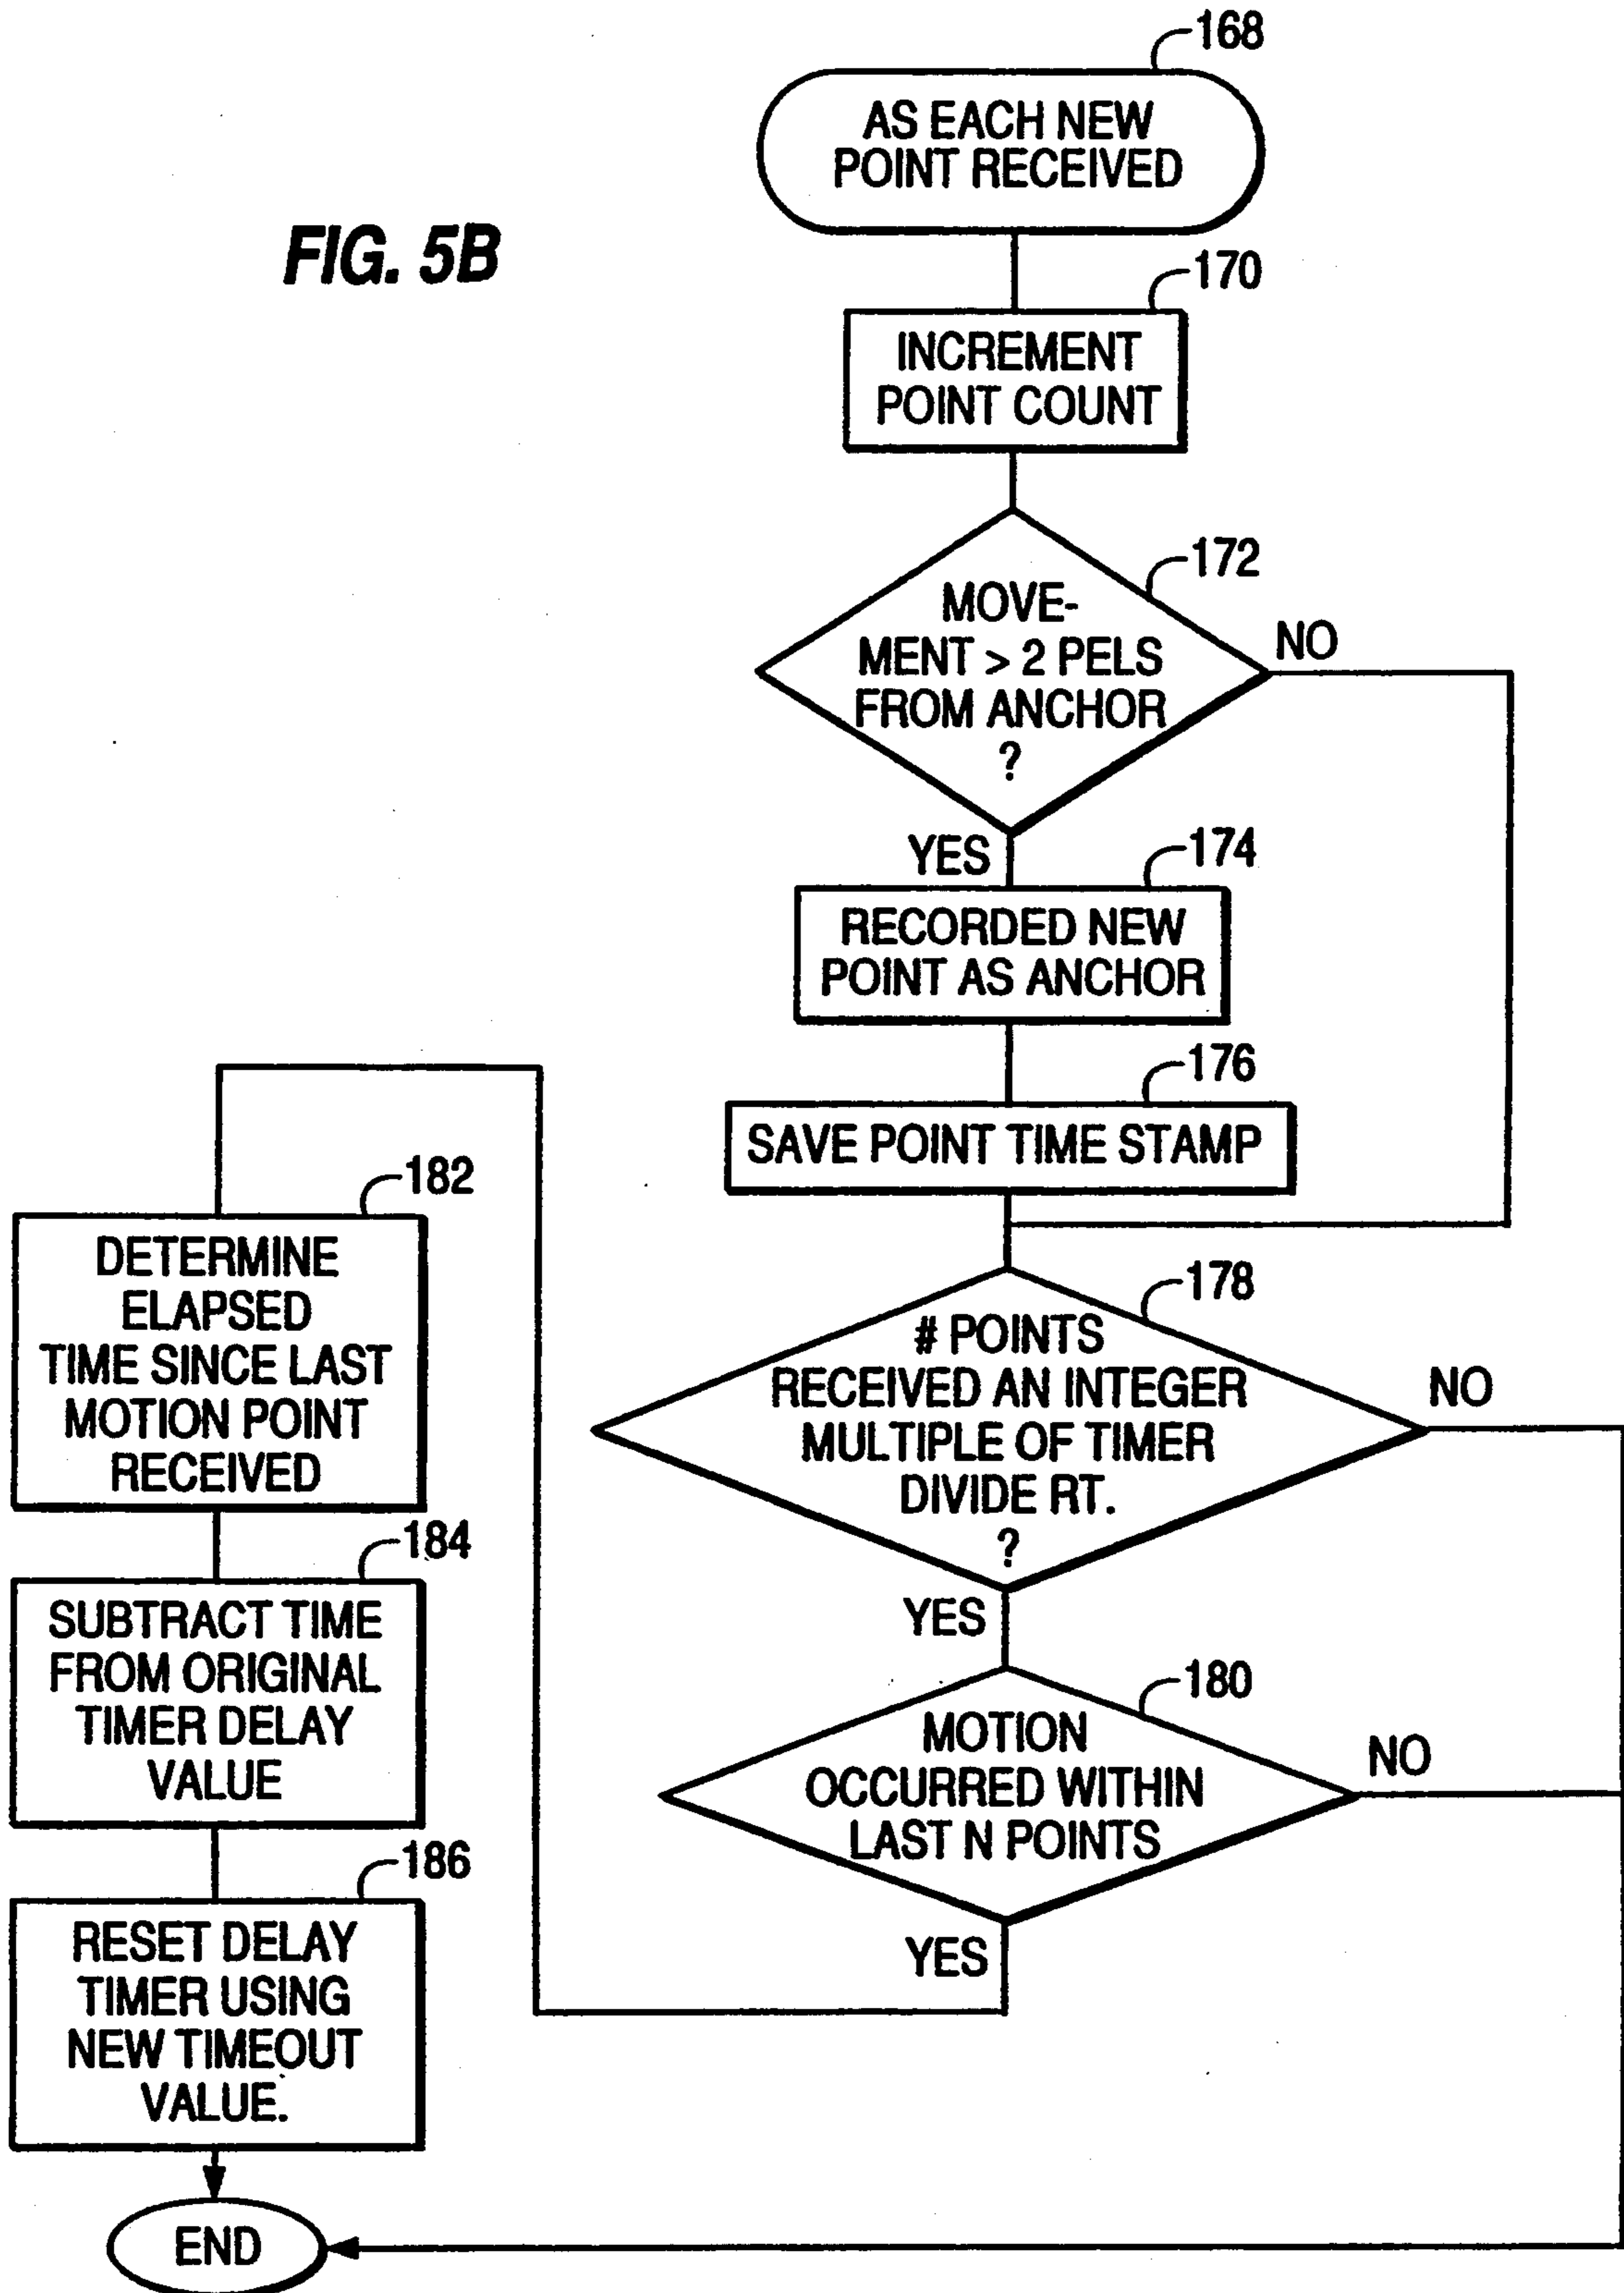 FIG. 5B
168
AS EACH NEW
POINT RECEIVED
170
INCREMENT
POINT COUNT
172
MOVE-
MENT > 2 PELS
FROM ANCHOR
?
NO
YES
174
RECORDED NEW
POINT AS ANCHOR
176
SAVE POINT TIME STAMP
178
# POINTS
RECEIVED AN INTEGER
MULTIPLE OF TIMER
DIVIDE RT.
?
NO
YES
180
MOTION
OCCURRED WITHIN
LAST N POINTS
NO
YES
182
DETERMINE
ELAPSED
TIME SINCE LAST
MOTION POINT
RECEIVED
184
SUBTRACT TIME
FROM ORIGINAL
TIMER DELAY
VALUE
186
RESET DELAY
TIMER USING
NEW TIMEOUT
VALUE.
END